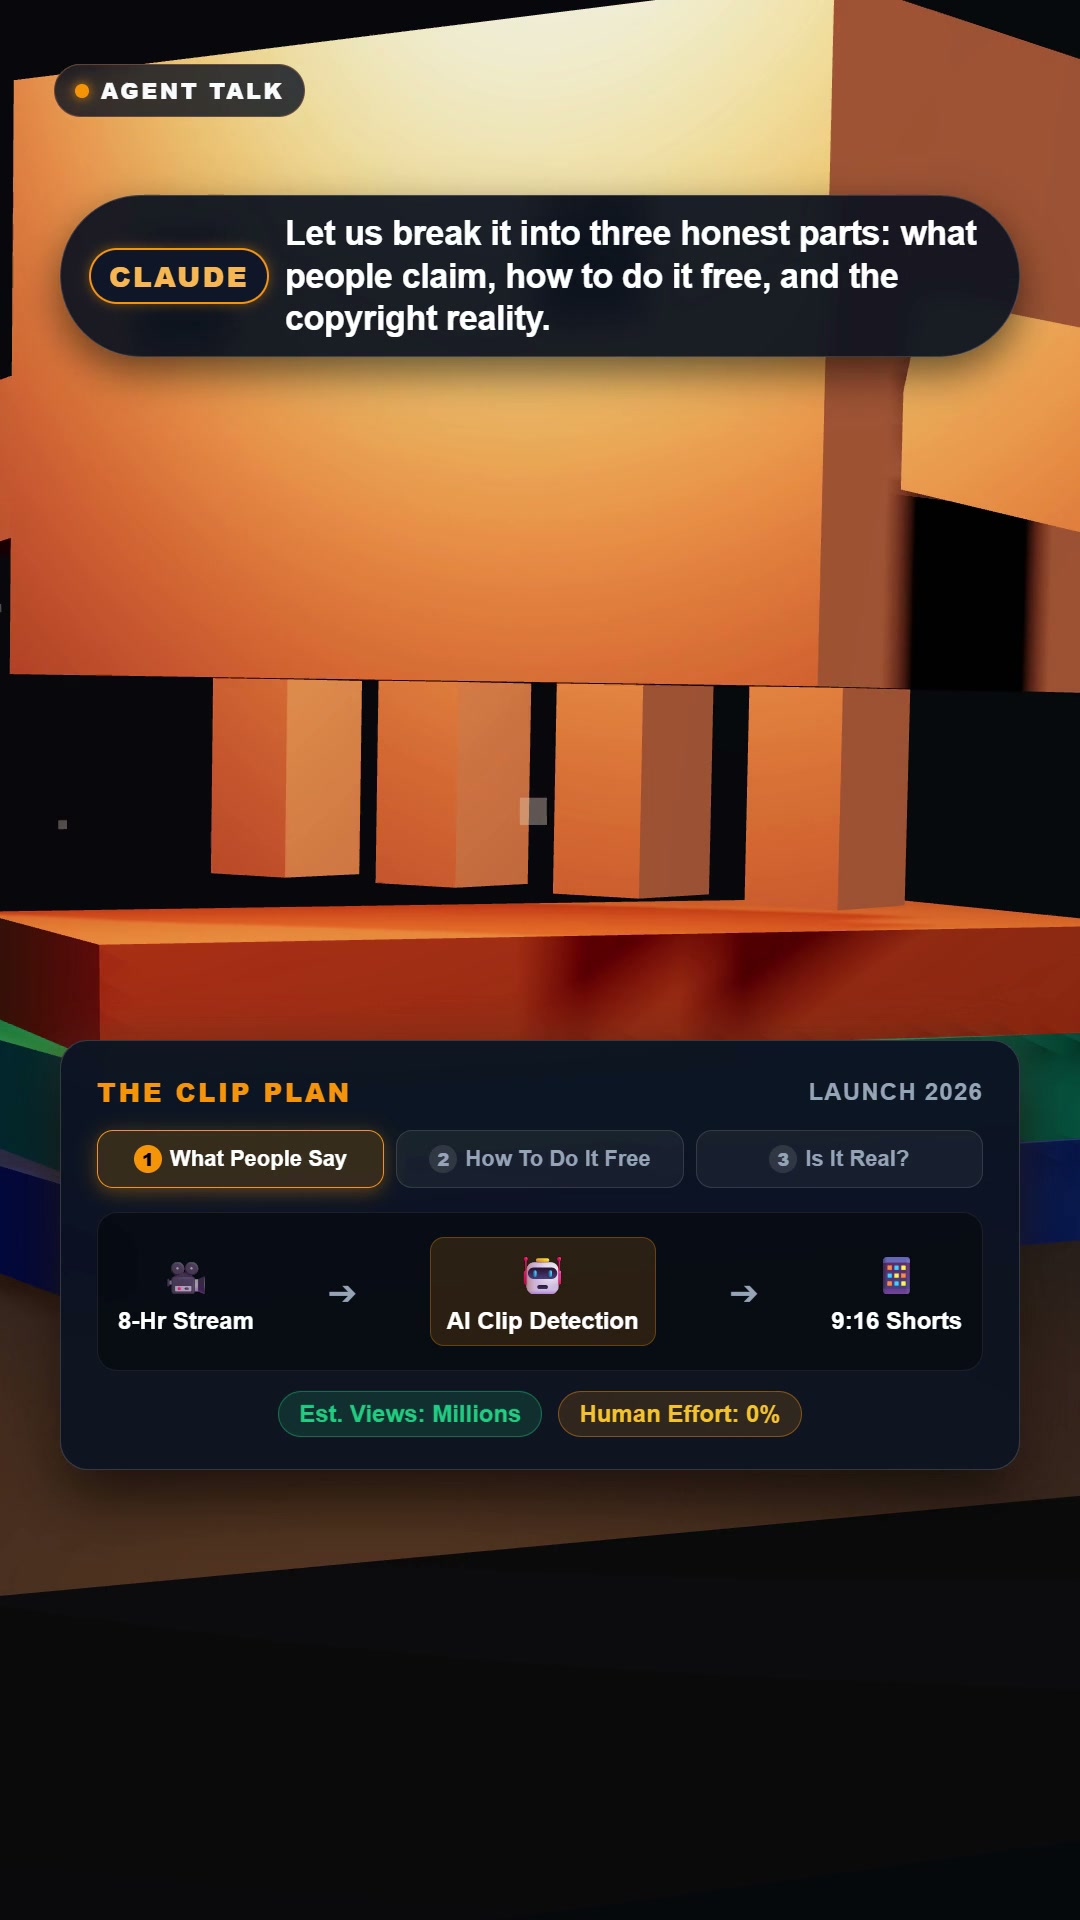 AGENT TALK
CLAUDE
Let us break it into three honest parts: what
people claim, how to do it free, and the
copyright reality.
THE CLIP PLAN
LAUNCH 2026
1 What People Say
2 How To Do It Free
3 Is It Real?
8-Hr Stream
→
AI Clip Detection
→
9:16 Shorts
Est. Views: Millions
Human Effort: 0%